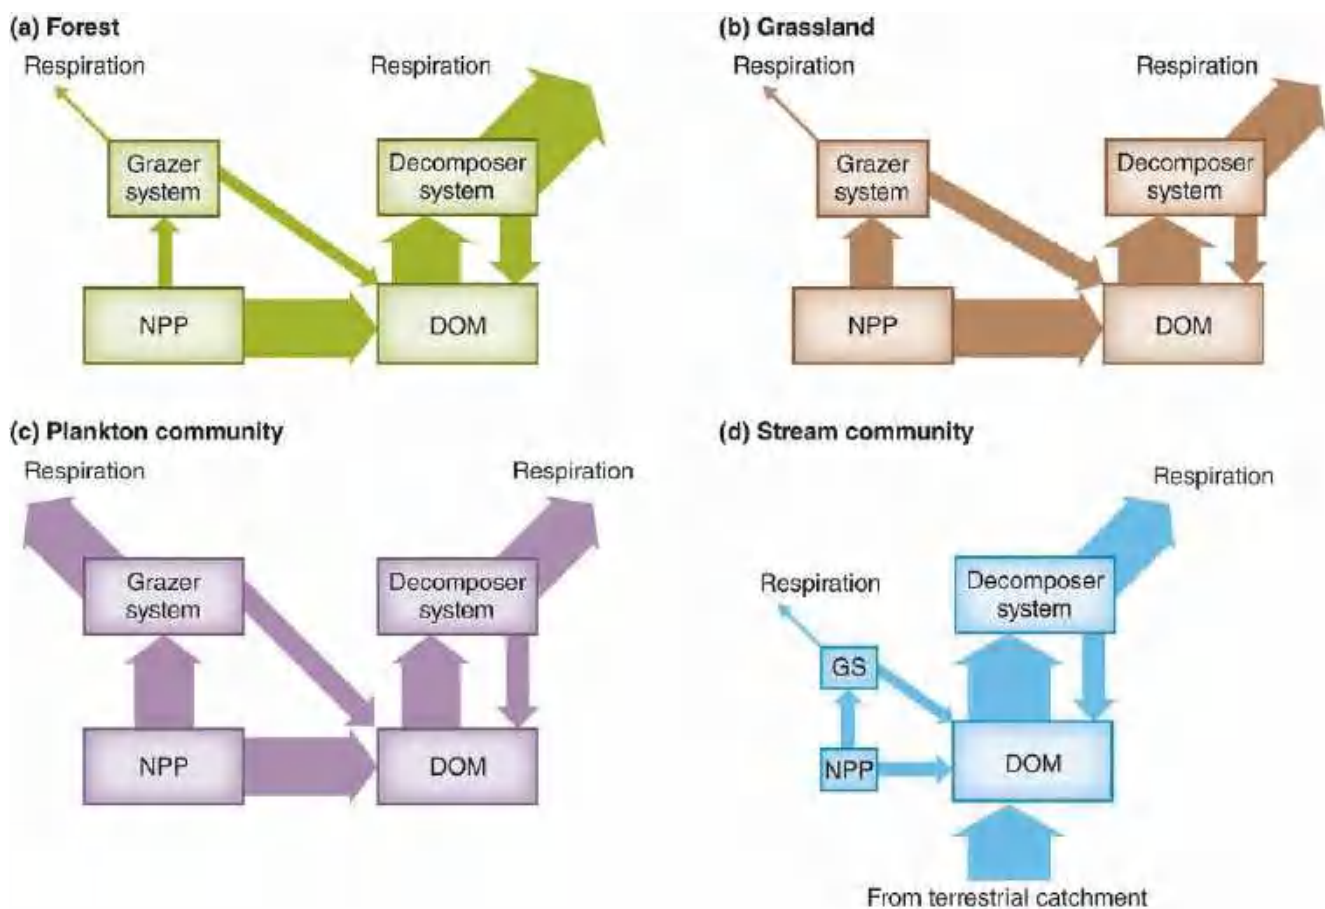 (a) Forest
Respiration
Respiration
Grazer
system
Decomposer
system
NPP
DOM
(b) Grassland
Respiration
Respiration
Grazer
system
Decomposer
system
NPP
DOM
(c) Plankton community
Respiration
Respiration
Grazer
system
Decomposer
system
NPP
DOM
(d) Stream community
Respiration
Respiration
Decomposer
system
GS
NPP
DOM
From terrestrial catchment